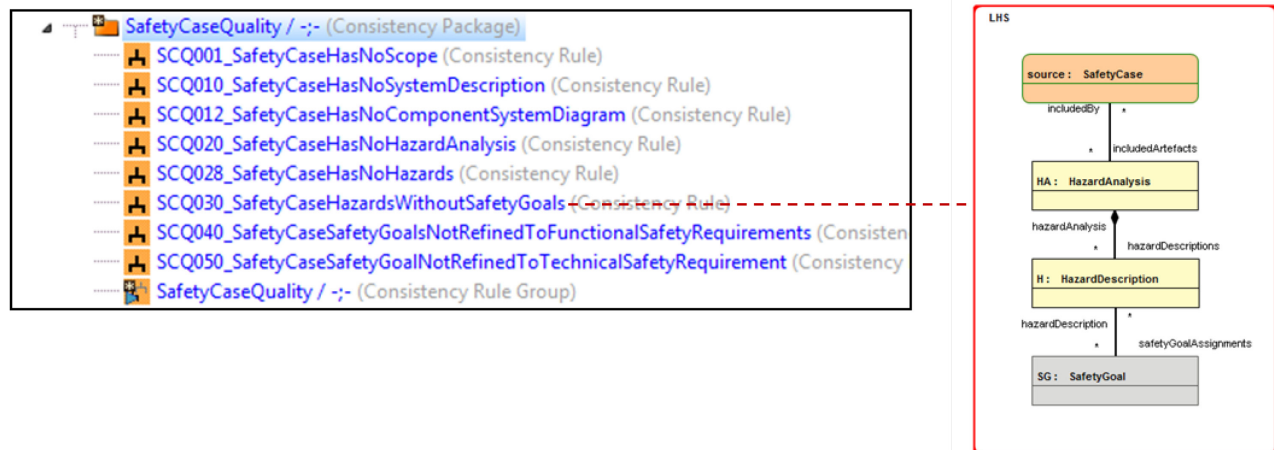 SafetyCaseQuality / -;- (Consistency Package)
SCQ001_SafetyCaseHasNoScope (Consistency Rule)
SCQ010_SafetyCaseHasNoSystemDescription (Consistency Rule)
SCQ012_SafetyCaseHasNoComponentSystemDiagram (Consistency Rule)
SCQ020_SafetyCaseHasNoHazardAnalysis (Consistency Rule)
SCQ028_SafetyCaseHasNoHazards (Consistency Rule)
SCQ030_SafetyCaseHazardsWithoutSafetyGoals (Consistency Rule)
SCQ040_SafetyCaseSafetyGoalsNotRefinedToFunctionalSafetyRequirements (Consisten
SCQ050_SafetyCaseSafetyGoalNotRefinedToTechnicalSafetyRequirement (Consistency
SafetyCaseQuality / -;- (Consistency Rule Group)
LHS
source : SafetyCase
includedBy *
* includedArtefacts
HA : HazardAnalysis
hazardAnalysis
* hazardDescriptions
H : HazardDescription
hazardDescription *
* safetyGoalAssignments
SG : SafetyGoal